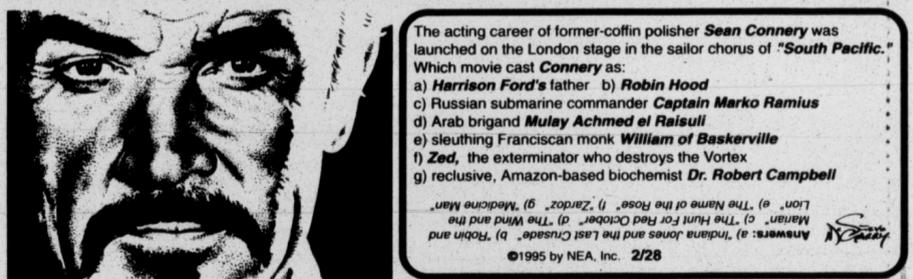 The acting career of former-coffin polisher Sean Connery was
launched on the London stage in the sailor chorus of "South Pacific."
Which movie cast Connery as:
a) Harrison Ford's father b) Robin Hood
c) Russian submarine commander Captain Marko Ramius
d) Arab brigand Mulay Achmed el Raisuli
e) sleuthing Franciscan monk William of Baskerville
f) Zed, the exterminator who destroys the Vortex
g) reclusive, Amazon-based biochemist Dr. Robert Campbell
Answers: a) "Indiana Jones and the Last Crusade" b) "Robin and
Marian" c) "The Hunt For Red October" d) "The Wind and the
Lion" e) "The Name of the Rose" f) "Zardoz" g) "Medicine Man"
©1995 by NEA, Inc. 2/28